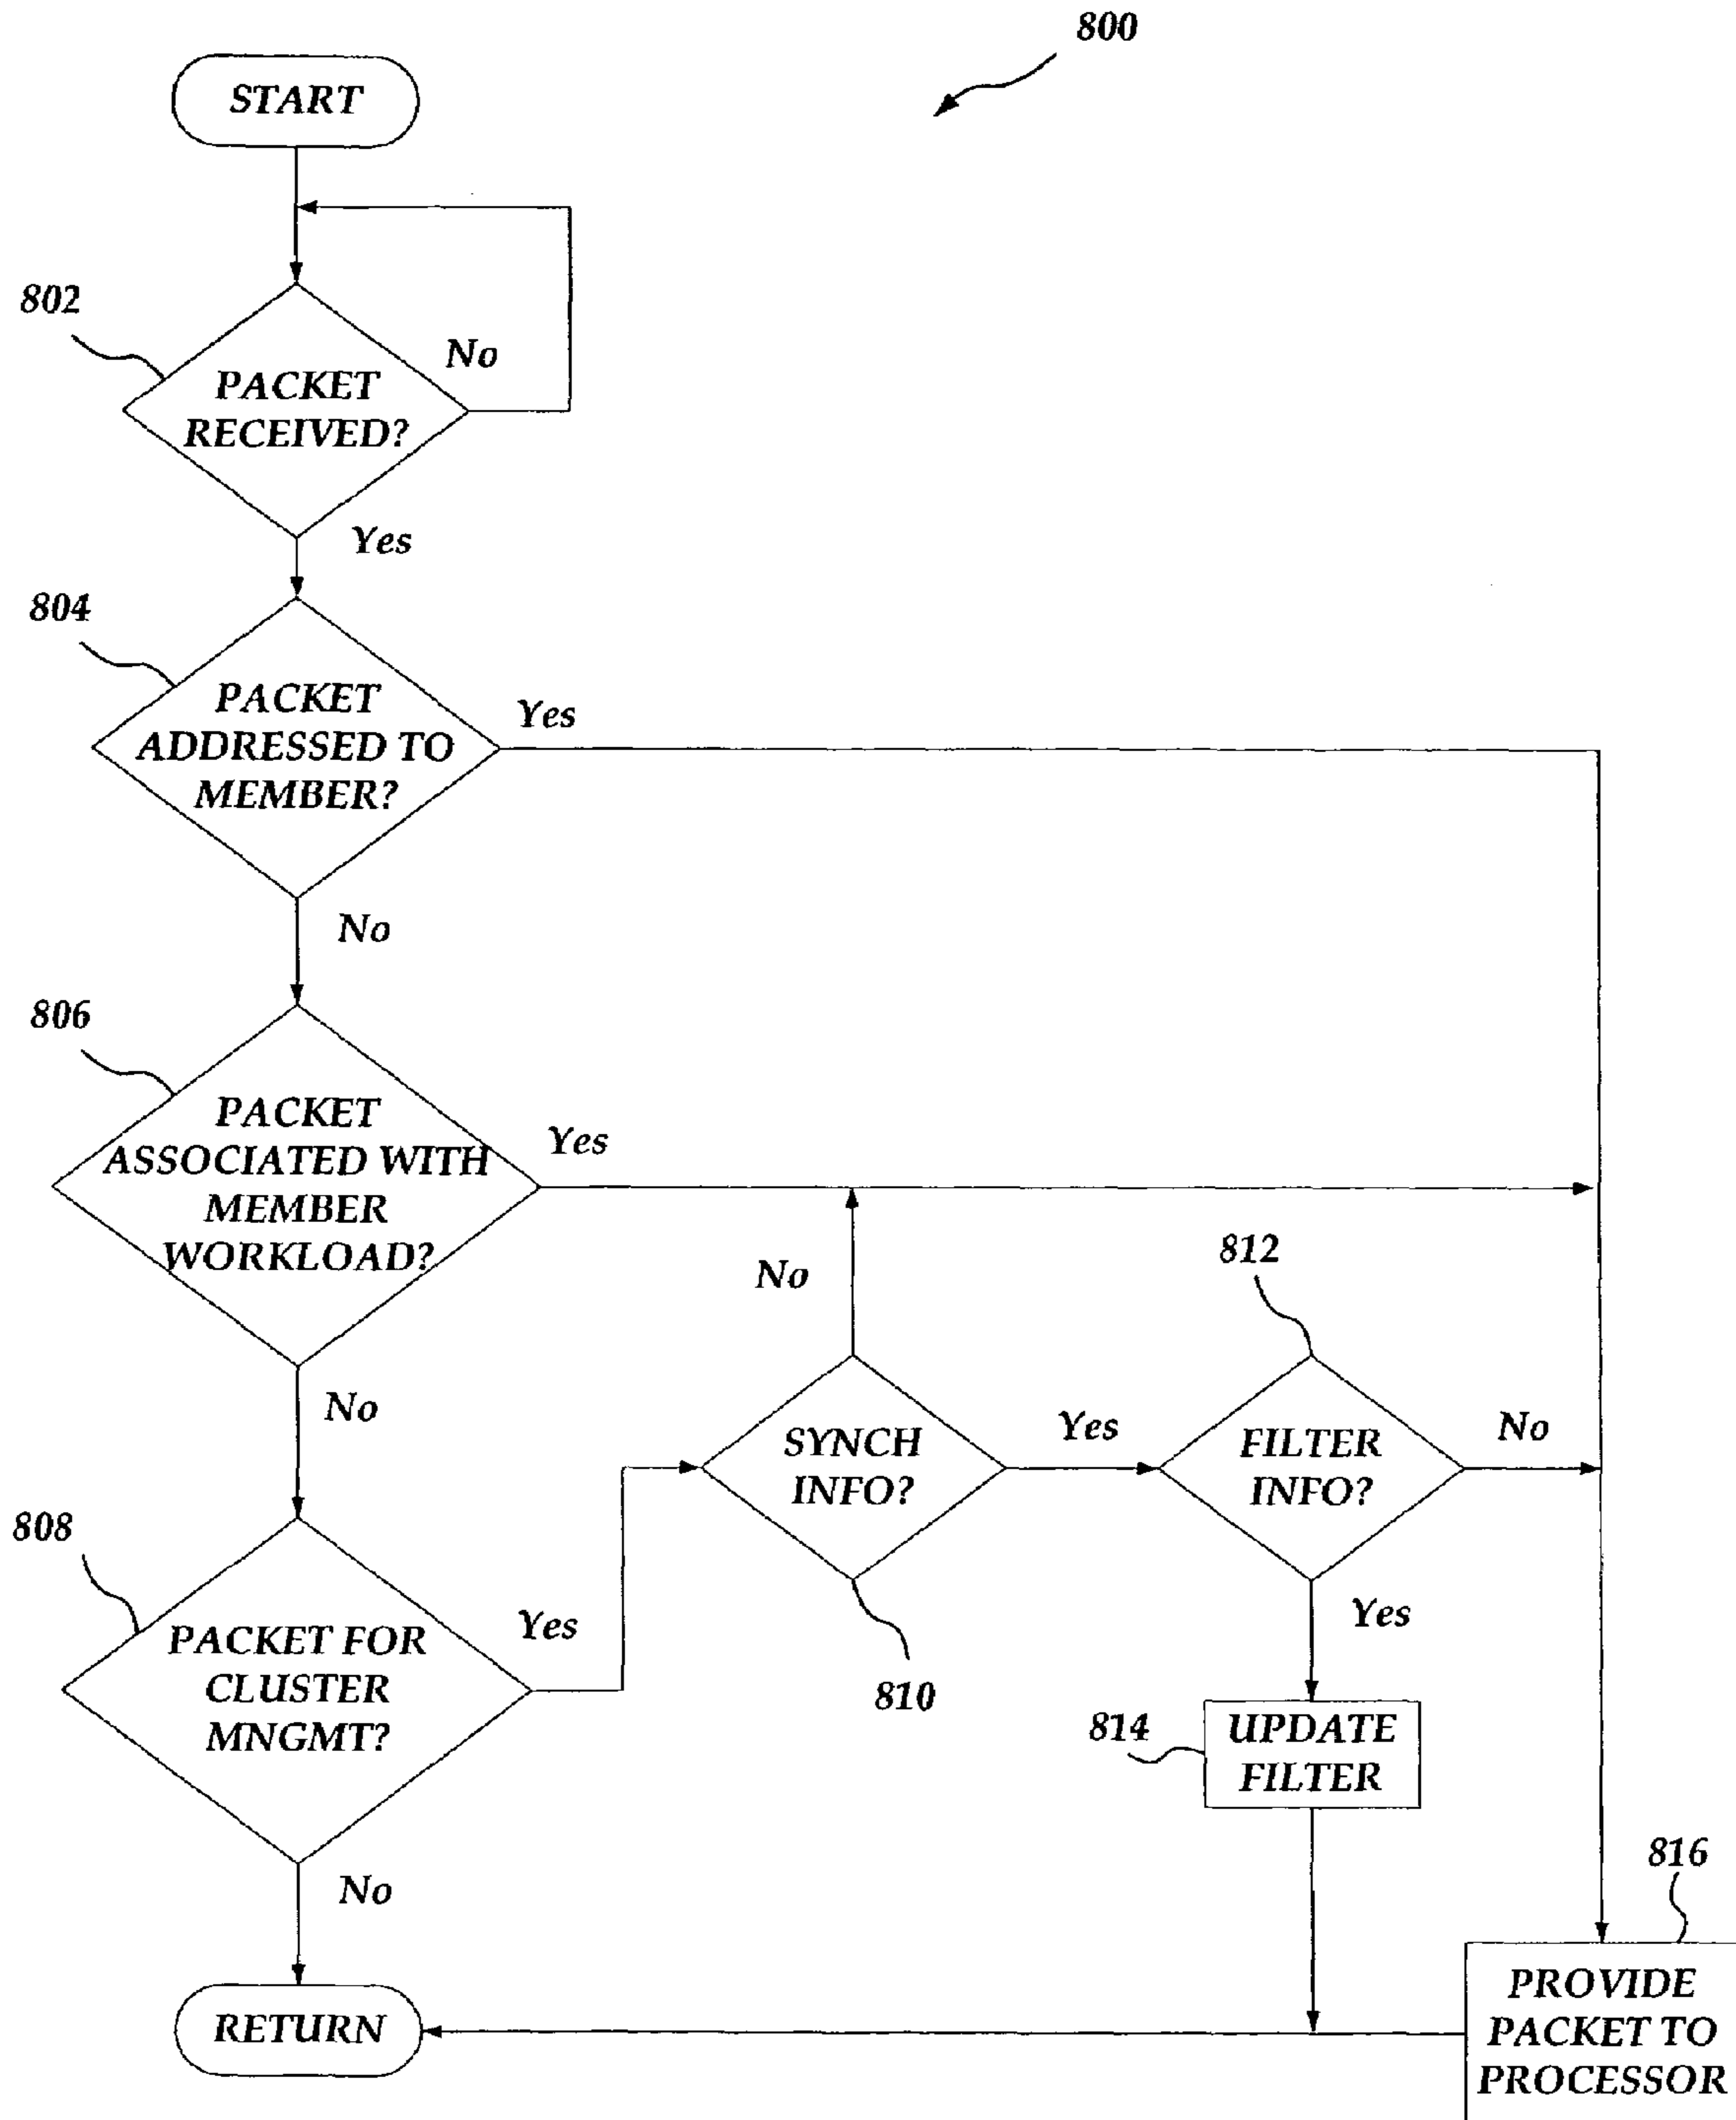 800
START
802
No
PACKET
RECEIVED?
Yes
804
PACKET
ADDRESSED TO
MEMBER?
Yes
No
806
PACKET
ASSOCIATED WITH
MEMBER
WORKLOAD?
Yes
No
812
No
SYNCH
INFO?
Yes
FILTER
INFO?
No
808
PACKET FOR
CLUSTER
MNGMT?
Yes
810
Yes
814
UPDATE
FILTER
No
816
RETURN
PROVIDE
PACKET TO
PROCESSOR